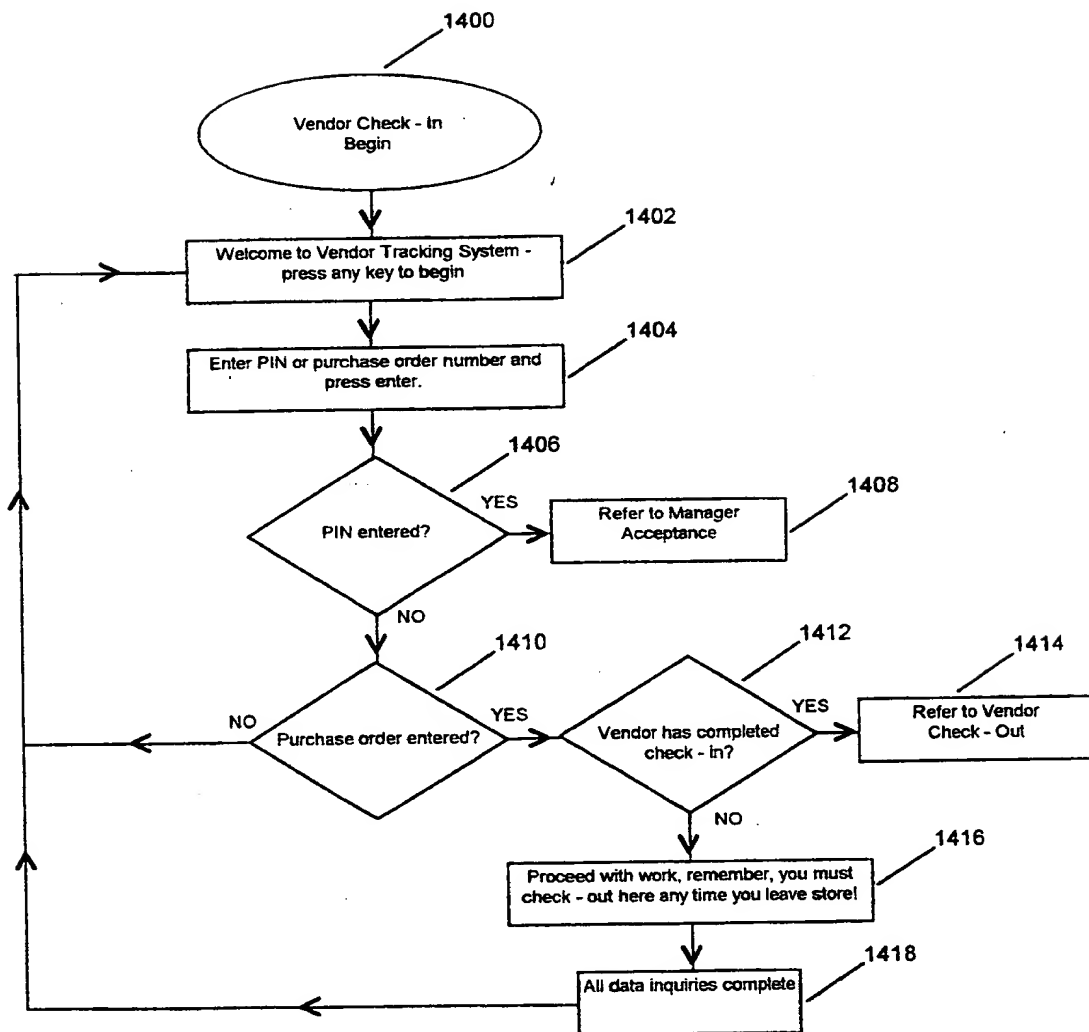 1400
Vendor Check - In
Begin
1402
Welcome to Vendor Tracking System -
press any key to begin
1404
Enter PIN or purchase order number and
press enter.
1406
PIN entered?
YES
1408
Refer to Manager
Acceptance
NO
1410
Purchase order entered?
NO
YES
1412
Vendor has completed
check - in?
YES
1414
Refer to Vendor
Check - Out
NO
1416
Proceed with work, remember, you must
check - out here any time you leave store!
1418
All data inquiries complete